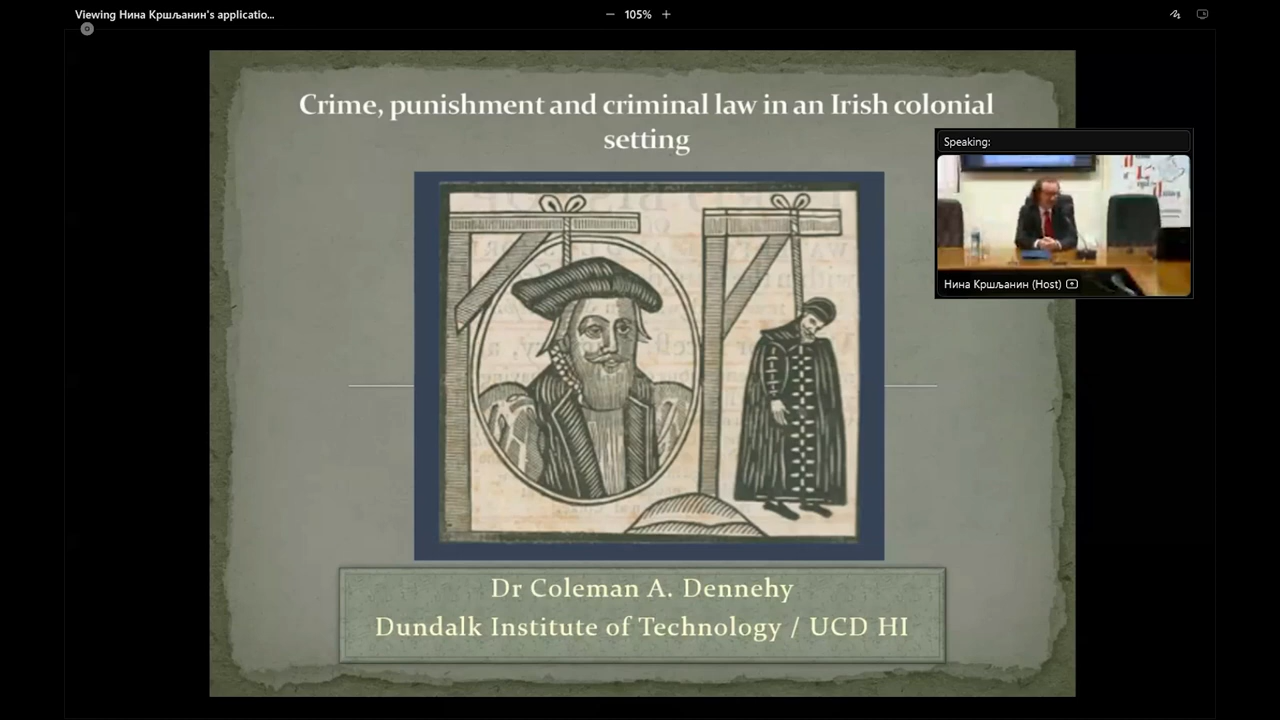 Viewing Нина Кршљанин's applicatio...
105%
Crime, punishment and criminal law in an Irish colonial
setting
Speaking:
Нина Кршљанин (Host)
Dr Coleman A. Dennehy
Dundalk Institute of Technology / UCD HI